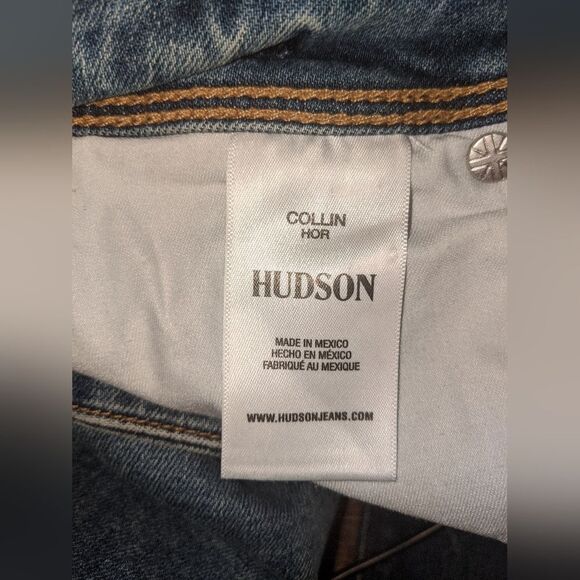 COLLIN
HOR
HUDSON
MADE IN MEXICO
HECHO EN MÉXICO
FABRIQUÉ AU MEXIQUE
WWW.HUDSONJEANS.COM